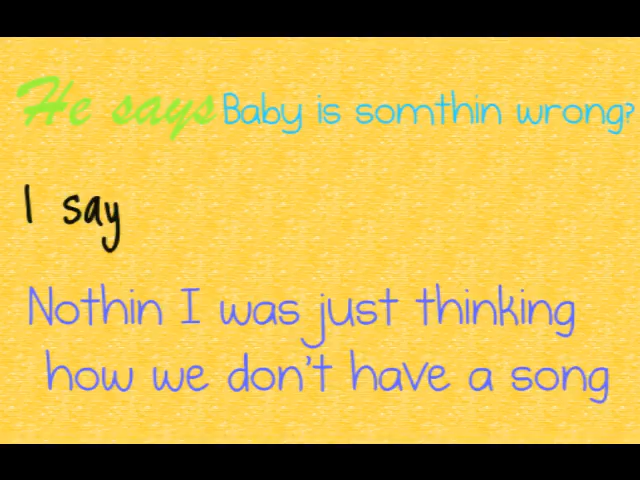 He says Baby is somthin wrong?
I say
Nothin I was just thinking
how we don't have a song